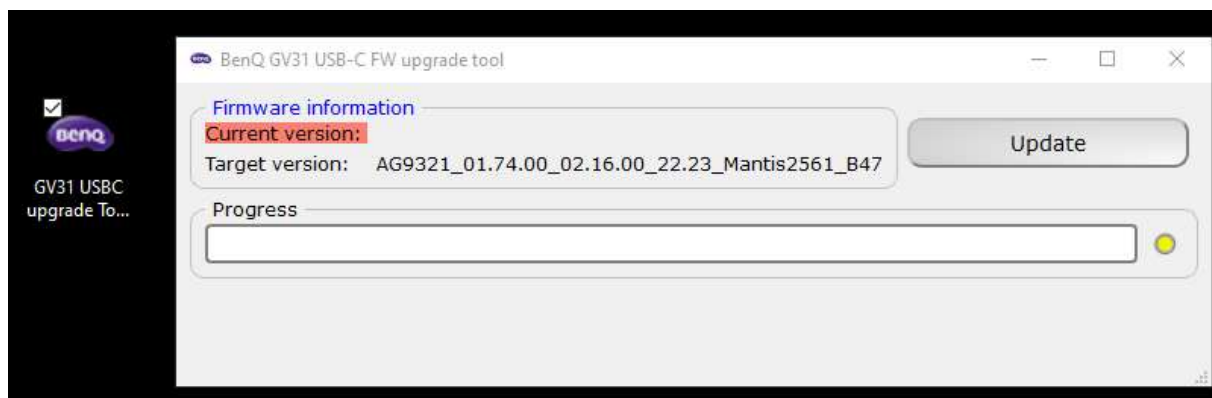 BenQ GV31 USB-C FW upgrade tool
Firmware information
Current version:
Target version: AG9321_01.74.00_02.16.00_22.23_Mantis2561_B47
Update
Progress
BenQ
GV31 USBC
upgrade To...